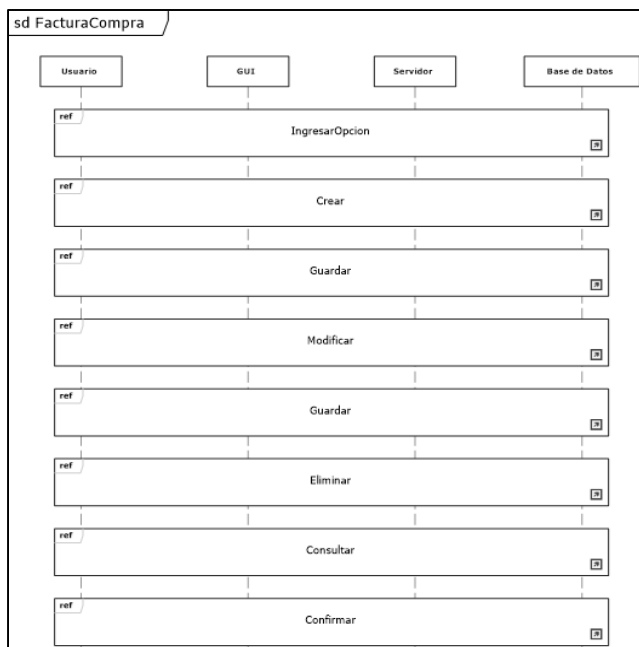 sd FacturaCompra
Usuario
GUI
Servidor
Base de Datos
ref
IngresarOpcion
ref
Crear
ref
Guardar
ref
Modificar
ref
Guardar
ref
Eliminar
ref
Consultar
ref
Confirmar